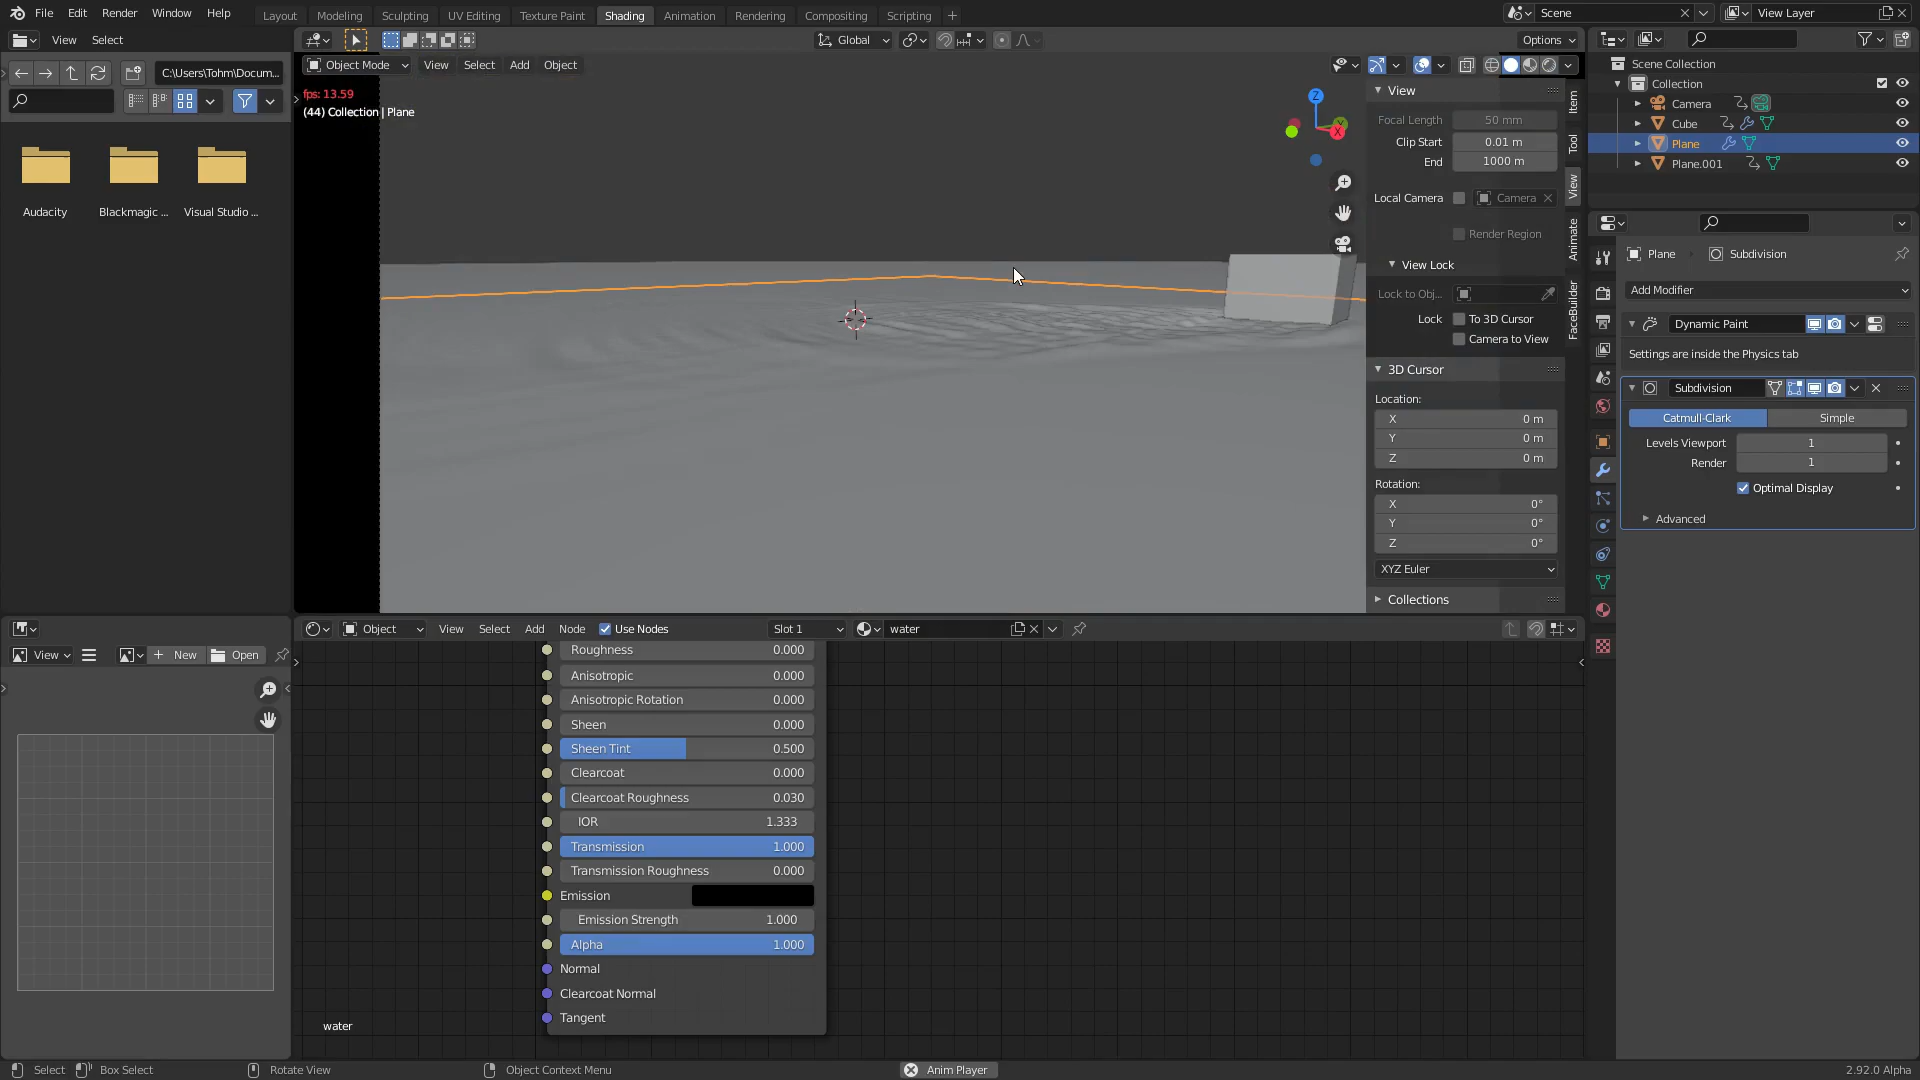 File Edit Render Window Help
Layout Modeling Sculpting UV Editing Texture Paint Shading Animation Rendering Compositing Scripting
Scene
View Layer
View Select
Global
Options
C:\Users\Tohm\Docum...
Object Mode View Select Add Object
fps: 13.59
(44) Collection | Plane
Audacity
Blackmagic ...
Visual Studio ...
Z
Y
X
View
Focal Length 50 mm
Clip Start 0.01 m
End 1000 m
Local Camera Camera
Render Region
View Lock
Lock to Obj...
Lock To 3D Cursor
Camera to View
3D Cursor
Location:
X 0 m
Y 0 m
Z 0 m
Rotation:
X 0°
Y 0°
Z 0°
XYZ Euler
Collections
Item
Tool
View
Animate
FaceBuilder
Scene Collection
Collection
Camera
Cube
Plane
Plane.001
Plane Subdivision
Add Modifier
Dynamic Paint
Settings are inside the Physics tab
Subdivision
Catmull-Clark Simple
Levels Viewport 1
Render 1
Optimal Display
Advanced
View New Open
Object View Select Add Node Use Nodes Slot 1 water
Roughness 0.000
Anisotropic 0.000
Anisotropic Rotation 0.000
Sheen 0.000
Sheen Tint 0.500
Clearcoat 0.000
Clearcoat Roughness 0.030
IOR 1.333
Transmission 1.000
Transmission Roughness 0.000
Emission
Emission Strength 1.000
Alpha 1.000
Normal
Clearcoat Normal
Tangent
water
Select Box Select Rotate View Object Context Menu Anim Player 2.92.0 Alpha